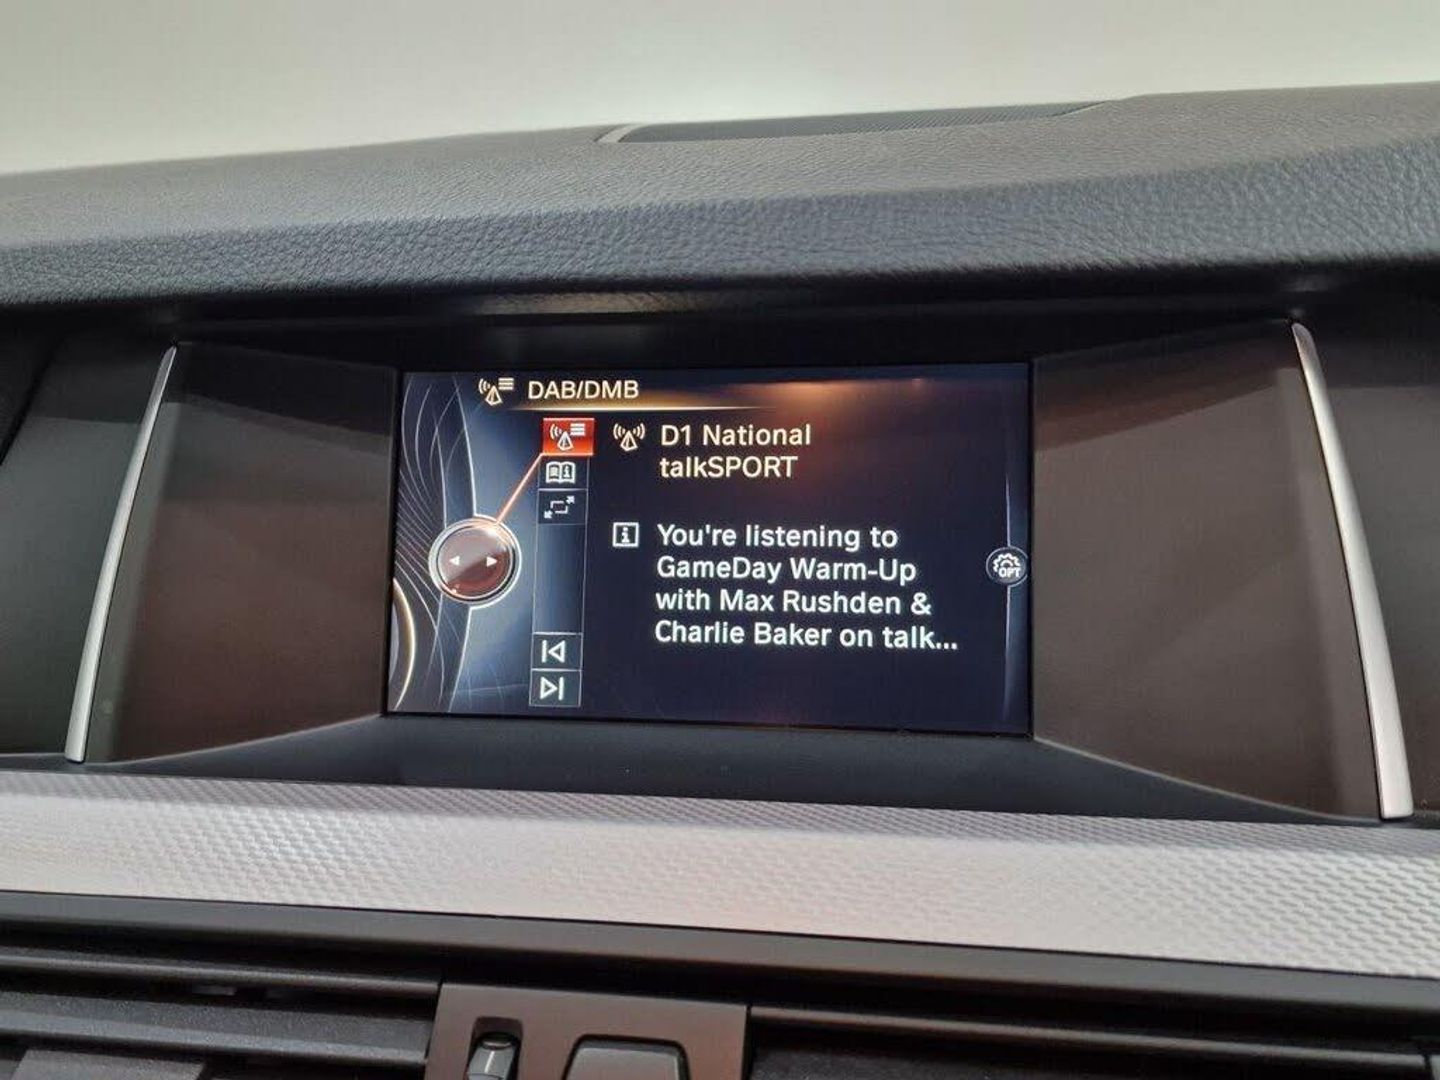 DAB/DMB
D1 National
talkSPORT
You're listening to
GameDay Warm-Up
with Max Rushden &
Charlie Baker on talk...
OPT